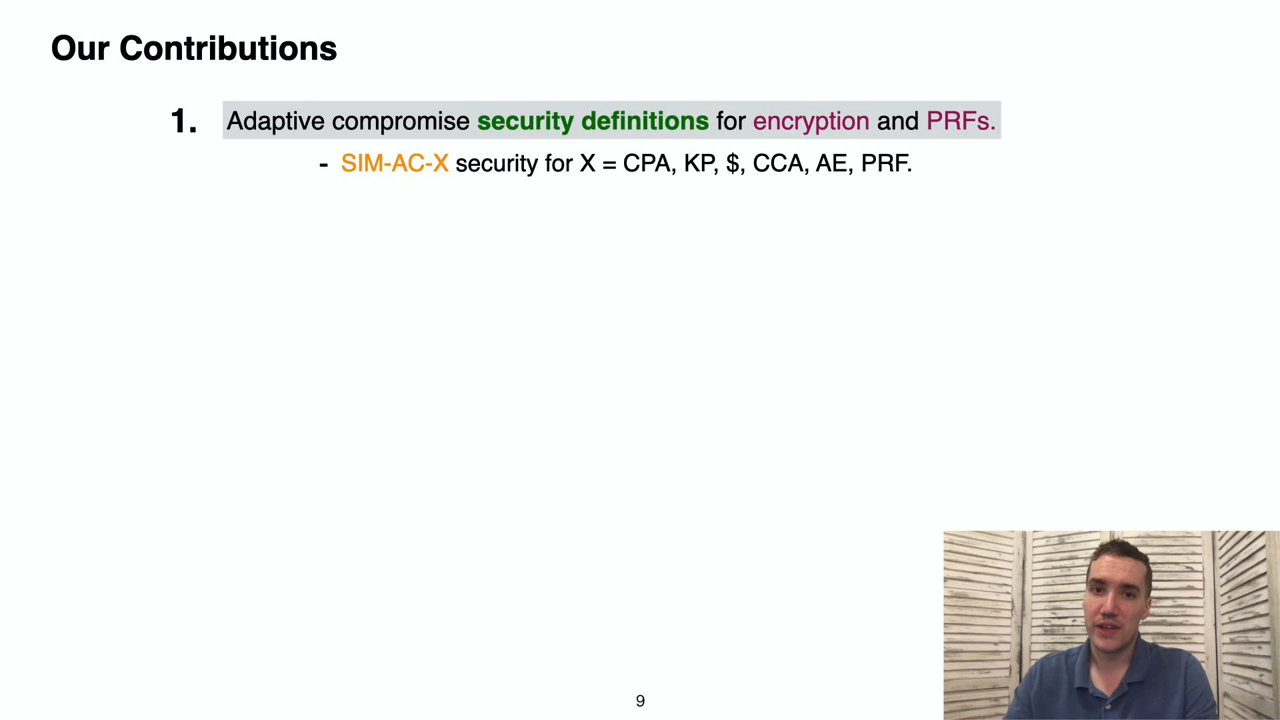 Our Contributions
1. Adaptive compromise security definitions for encryption and PRFs.
- SIM-AC-X security for X = CPA, KP, $, CCA, AE, PRF.
9